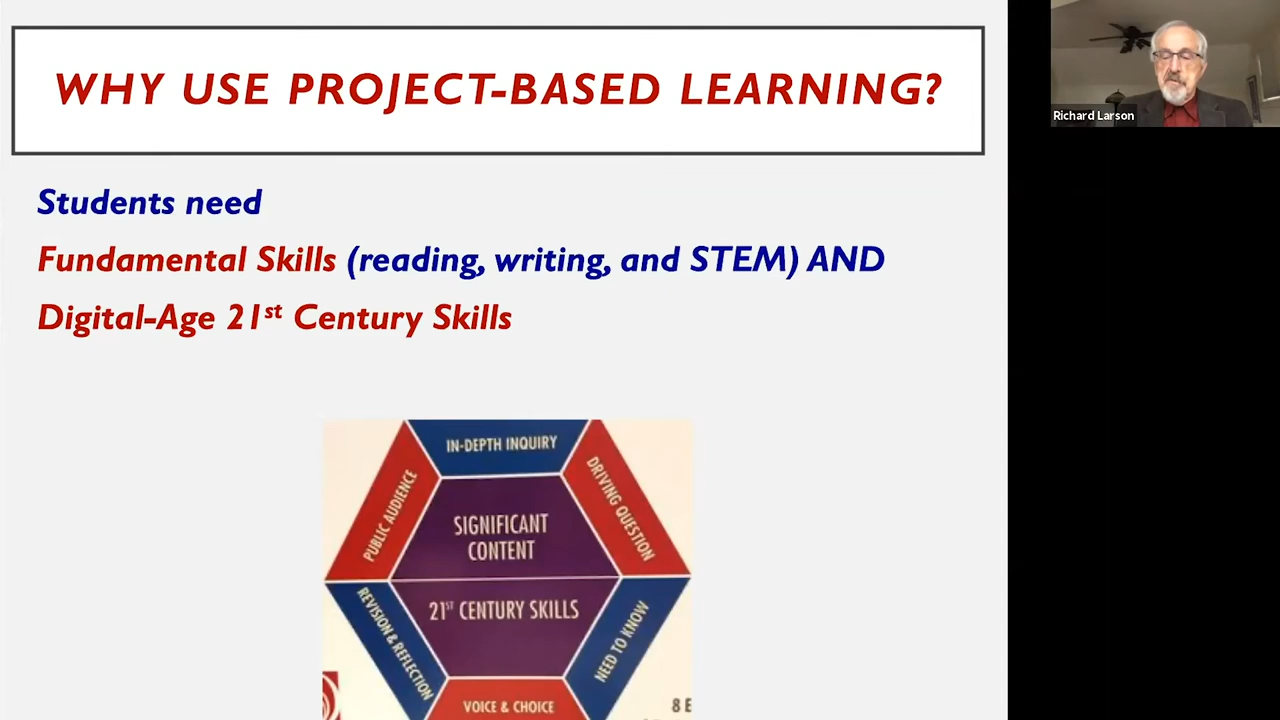 WHY USE PROJECT-BASED LEARNING?
Richard Larson
Students need
Fundamental Skills (reading, writing, and STEM) AND
Digital-Age 21st Century Skills
IN-DEPTH INQUIRY
PUBLIC AUDIENCE
DRIVING QUESTION
SIGNIFICANT
CONTENT
21ST CENTURY SKILLS
REVISION & REFLECTION
NEED TO KNOW
VOICE & CHOICE
8 E